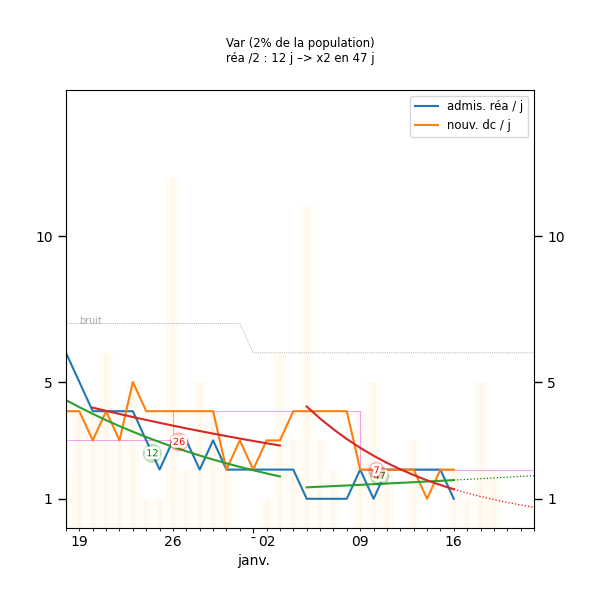 Var (2% de la population)
réa /2 : 12 j –> x2 en 47 j
admis. réa / j
nouv. dc / j
10 10
bruit
5 5
26
12
7
1 1
19 26 02 09 16
janv.